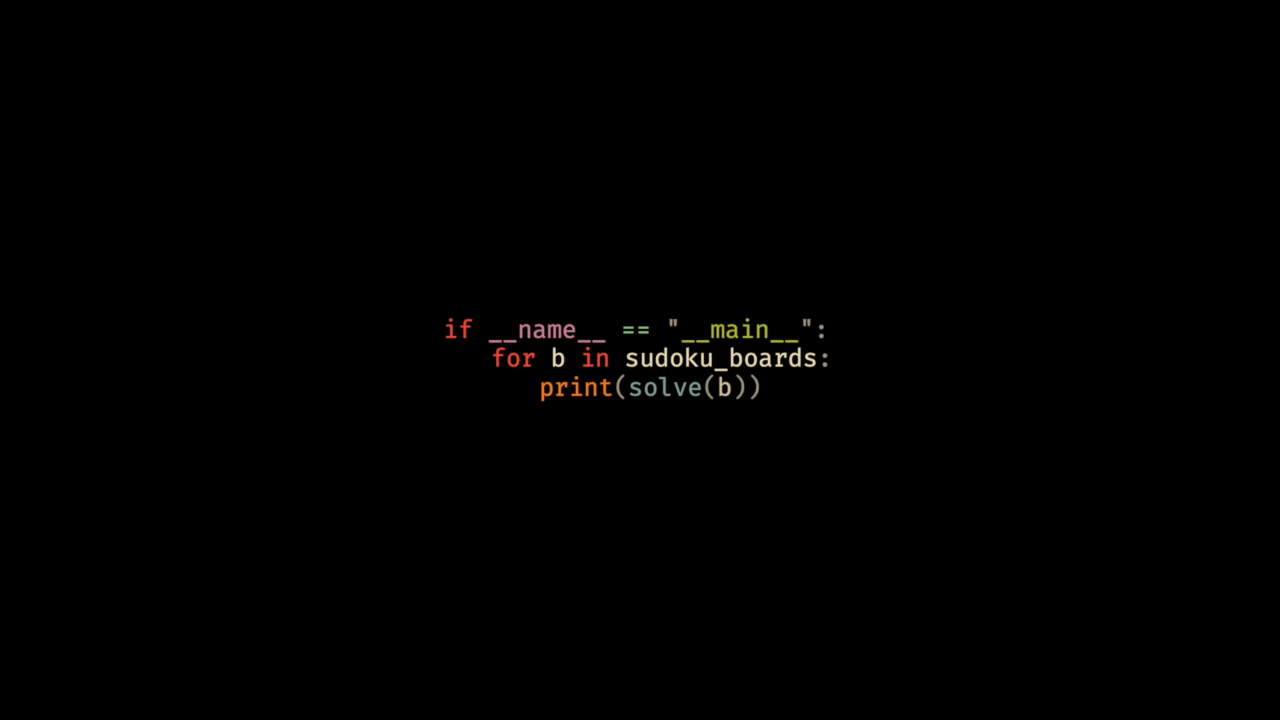 if __name__ == "__main__":
    for b in sudoku_boards:
        print(solve(b))